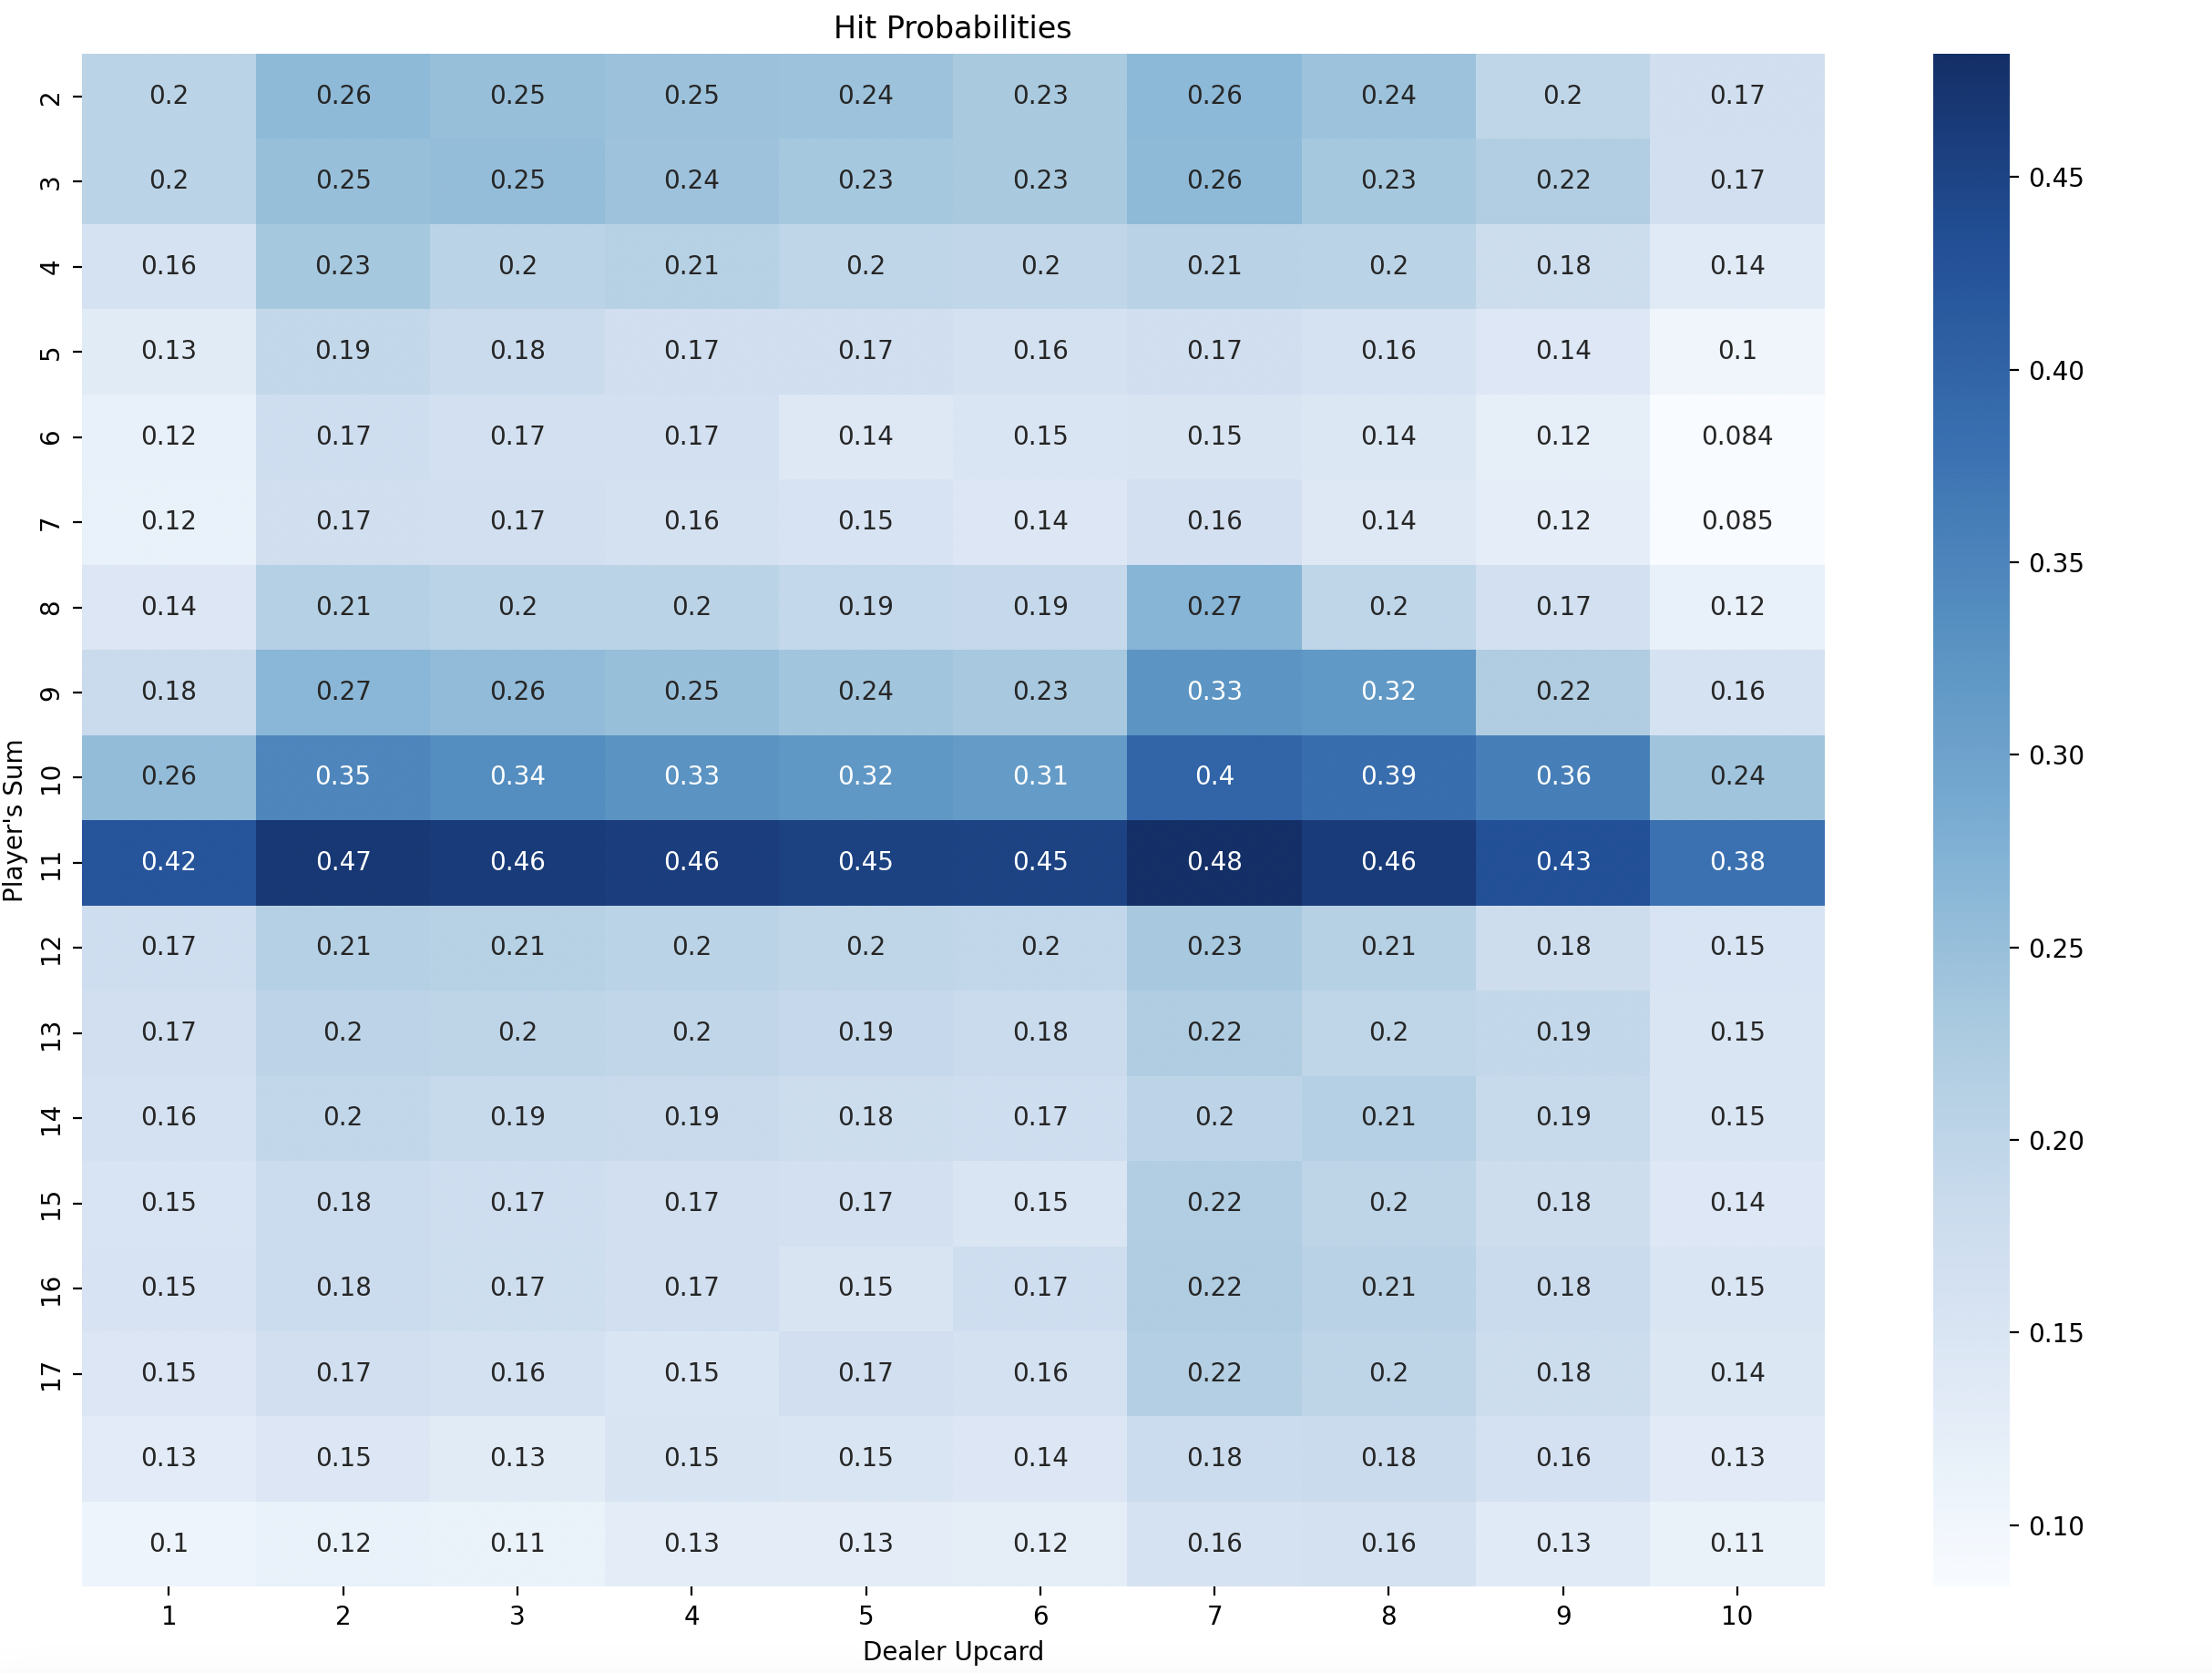 Hit Probabilities
2 0.2 0.26 0.25 0.25 0.24 0.23 0.26 0.24 0.2 0.17
3 0.2 0.25 0.25 0.24 0.23 0.23 0.26 0.23 0.22 0.17
4 0.16 0.23 0.2 0.21 0.2 0.2 0.21 0.2 0.18 0.14
5 0.13 0.19 0.18 0.17 0.17 0.16 0.17 0.16 0.14 0.1
6 0.12 0.17 0.17 0.17 0.14 0.15 0.15 0.14 0.12 0.084
7 0.12 0.17 0.17 0.16 0.15 0.14 0.16 0.14 0.12 0.085
8 0.14 0.21 0.2 0.2 0.19 0.19 0.27 0.2 0.17 0.12
9 0.18 0.27 0.26 0.25 0.24 0.23 0.33 0.32 0.22 0.16
10 0.26 0.35 0.34 0.33 0.32 0.31 0.4 0.39 0.36 0.24
11 0.42 0.47 0.46 0.46 0.45 0.45 0.48 0.46 0.43 0.38
12 0.17 0.21 0.21 0.2 0.2 0.2 0.23 0.21 0.18 0.15
13 0.17 0.2 0.2 0.2 0.19 0.18 0.22 0.2 0.19 0.15
14 0.16 0.2 0.19 0.19 0.18 0.17 0.2 0.21 0.19 0.15
15 0.15 0.18 0.17 0.17 0.17 0.15 0.22 0.2 0.18 0.14
16 0.15 0.18 0.17 0.17 0.15 0.17 0.22 0.21 0.18 0.15
17 0.15 0.17 0.16 0.15 0.17 0.16 0.22 0.2 0.18 0.14
0.13 0.15 0.13 0.15 0.15 0.14 0.18 0.18 0.16 0.13
0.1 0.12 0.11 0.13 0.13 0.12 0.16 0.16 0.13 0.11
1 2 3 4 5 6 7 8 9 10
Dealer Upcard
Player's Sum
0.45
0.40
0.35
0.30
0.25
0.20
0.15
0.10